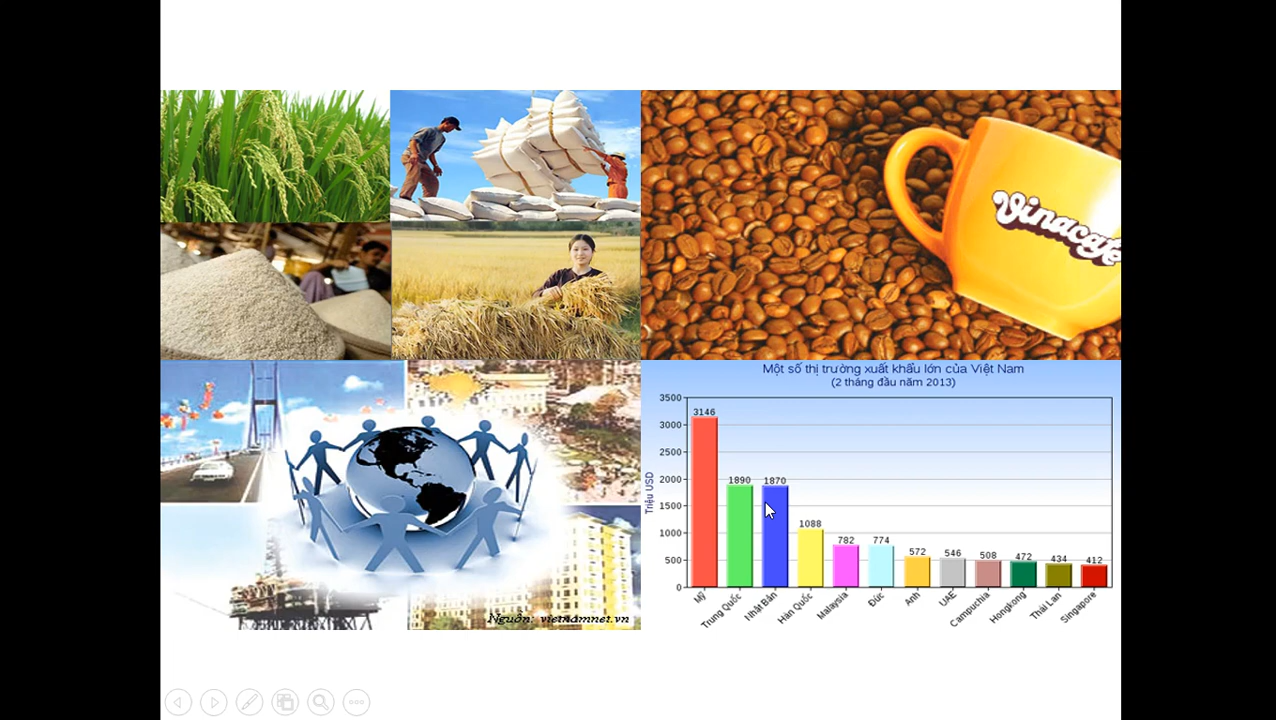 Vinacafe
Một số thị trường xuất khẩu lớn của Việt Nam
(2 tháng đầu năm 2013)
Triệu USD
3500
3000
2500
2000
1500
1000
500
0
3146
1890
1870
1088
782
774
572
546
508
472
434
412
Mỹ
Trung Quốc
Nhật Bản
Hàn Quốc
Malaysia
Đức
Anh
UAE
Campuchia
Hongkong
Thái Lan
Singapore
Nguồn: vietnamnet.vn